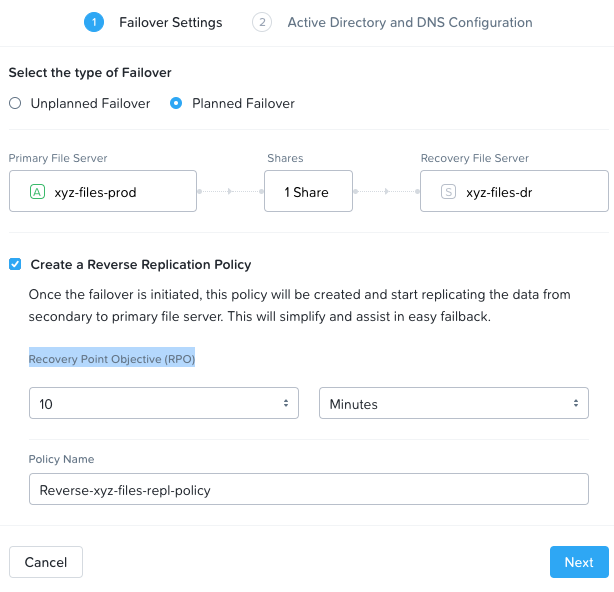 1 Failover Settings 2 Active Directory and DNS Configuration
Select the type of Failover
Unplanned Failover Planned Failover
Primary File Server Shares Recovery File Server
A xyz-files-prod 1 Share S xyz-files-dr
Create a Reverse Replication Policy
Once the failover is initiated, this policy will be created and start replicating the data from
secondary to primary file server. This will simplify and assist in easy failback.
Recovery Point Objective (RPO)
10 Minutes
Policy Name
Reverse-xyz-files-repl-policy
Cancel Next